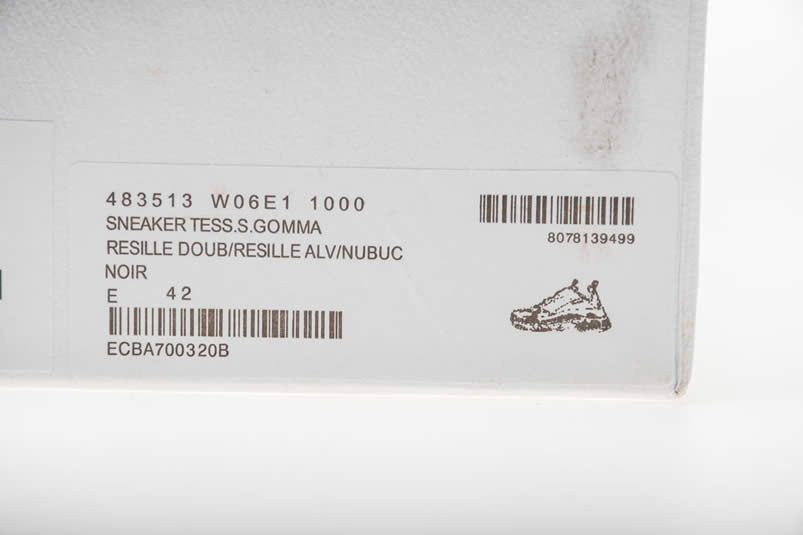 483513 W06E1 1000
SNEAKER TESS.S.GOMMA
RESILLE DOUB/RESILLE ALV/NUBUC
NOIR
E 42
ECBA700320B
8078139499